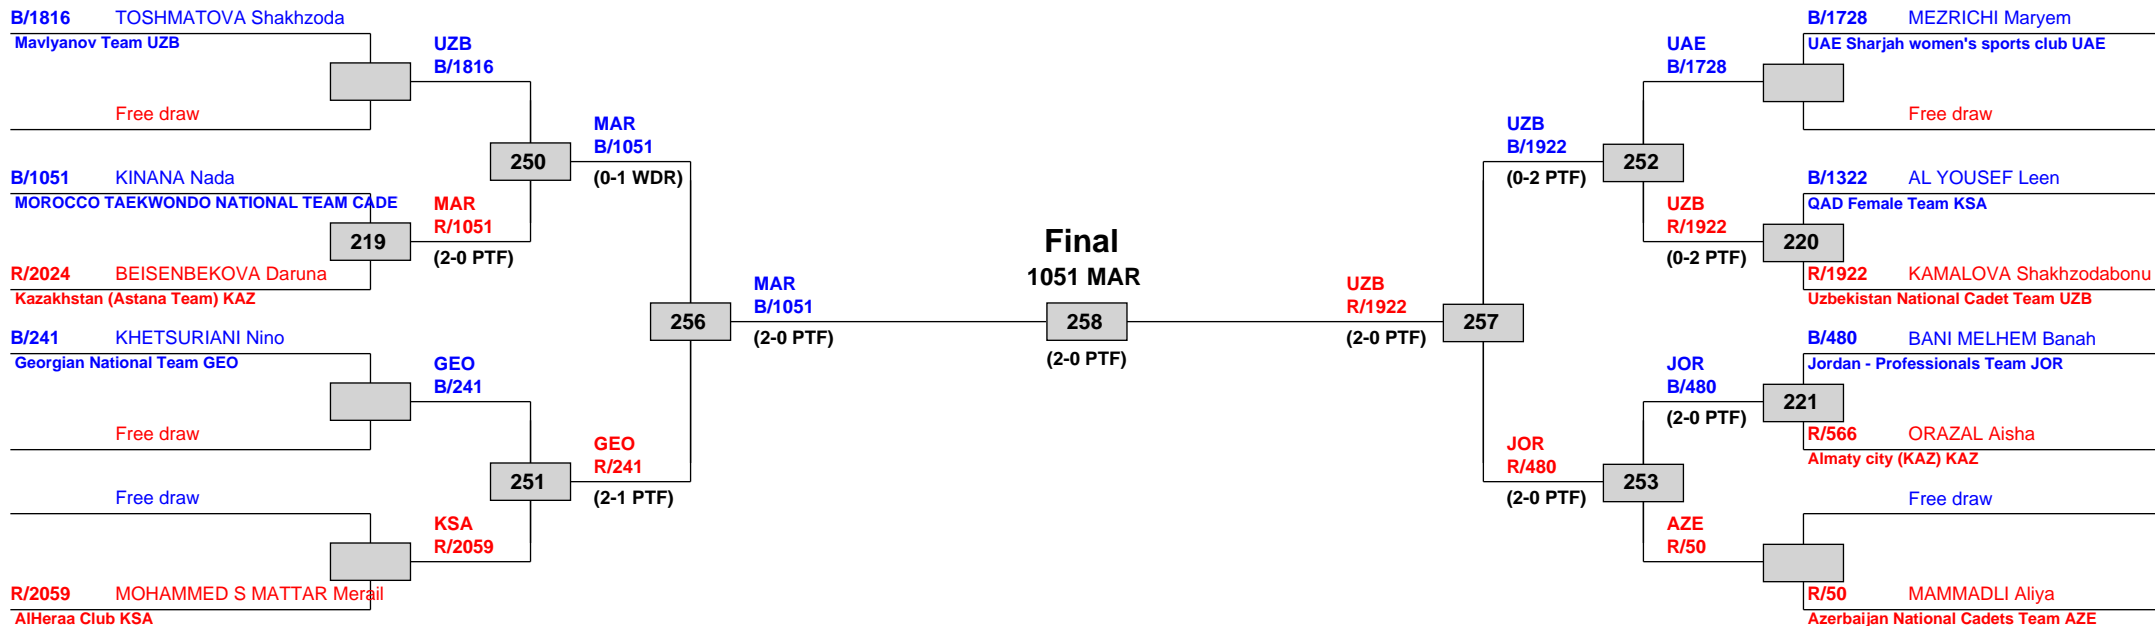 B/1816 TOSHMATOVA Shakhzoda
Mavlyanov Team UZB
Free draw
B/1051 KINANA Nada
MOROCCO TAEKWONDO NATIONAL TEAM CADE
219
R/2024 BEISENBEKOVA Daruna
Kazakhstan (Astana Team) KAZ
B/241 KHETSURIANI Nino
Georgian National Team GEO
Free draw
Free draw
R/2059 MOHAMMED S MATTAR Merail
AlHeraa Club KSA
UZB
B/1816
250
MAR
R/1051
(2-0 PTF)
GEO
B/241
251
KSA
R/2059
MAR
B/1051
(0-1 WDR)
256
GEO
R/241
(2-1 PTF)
MAR
B/1051
(2-0 PTF)
Final
1051 MAR
258
(2-0 PTF)
UZB
R/1922
(2-0 PTF)
257
UZB
B/1922
(0-2 PTF)
JOR
R/480
(2-0 PTF)
252
253
UAE
B/1728
UZB
R/1922
(0-2 PTF)
JOR
B/480
(2-0 PTF)
AZE
R/50
B/1728 MEZRICHI Maryem
UAE Sharjah women's sports club UAE
Free draw
B/1322 AL YOUSEF Leen
QAD Female Team KSA
220
R/1922 KAMALOVA Shakhzodabonu
Uzbekistan National Cadet Team UZB
B/480 BANI MELHEM Banah
Jordan - Professionals Team JOR
221
R/566 ORAZAL Aisha
Almaty city (KAZ) KAZ
Free draw
R/50 MAMMADLI Aliya
Azerbaijan National Cadets Team AZE